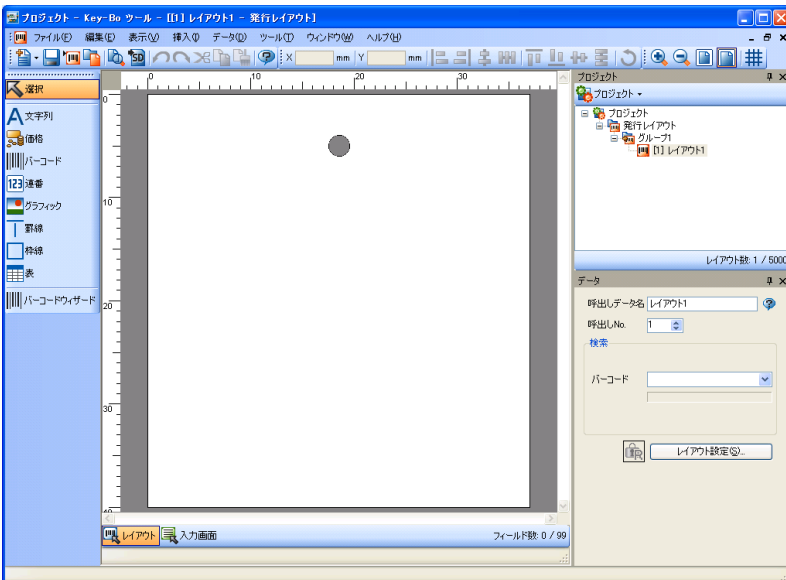 プロジェクト - Key-Bo ツール - [[1] レイアウト1 - 発行レイアウト]
ファイル(F) 編集(E) 表示(V) 挿入(I) データ(D) ツール(T) ウィンドウ(W) ヘルプ(H)
X mm Y mm
選択
文字列
価格
バーコード
123 連番
グラフィック
罫線
枠線
表
バーコードウィザード
0 10 20 30
0
10
20
30
40
レイアウト 入力画面 フィールド数: 0 / 99
プロジェクト
プロジェクト
プロジェクト
発行レイアウト
グループ1
[1] レイアウト1
レイアウト数: 1 / 5000
データ
呼出しデータ名 レイアウト1
呼出しNo. 1
検索
バーコード
レイアウト設定(S)...